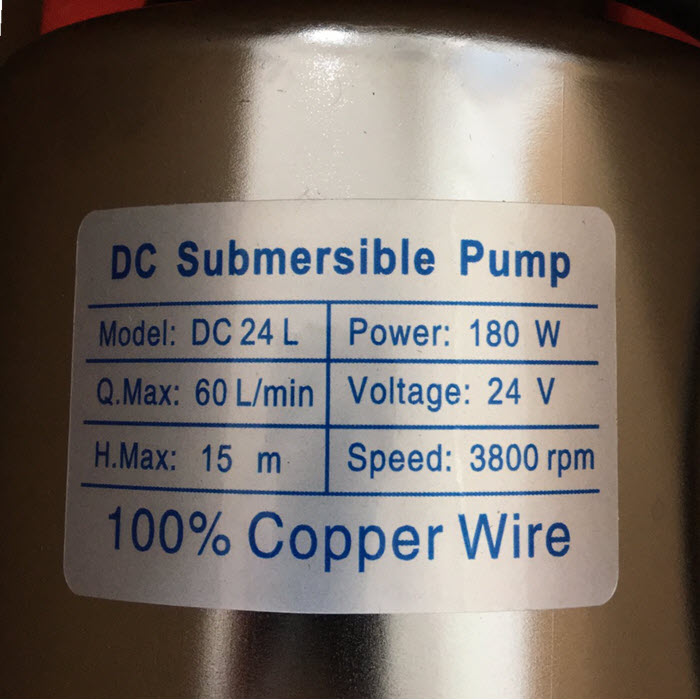 DC Submersible Pump
Model: DC 24 L Power: 180 W
Q.Max: 60 L/min Voltage: 24 V
H.Max: 15 m Speed: 3800 rpm
100% Copper Wire